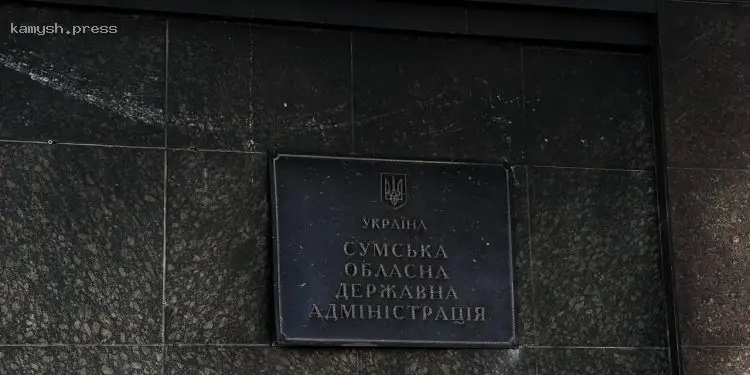 kamysh.press
УКРАЇНА
СУМСЬКА
ОБЛАСНА
ДЕРЖАВНА
АДМІНІСТРАЦІЯ